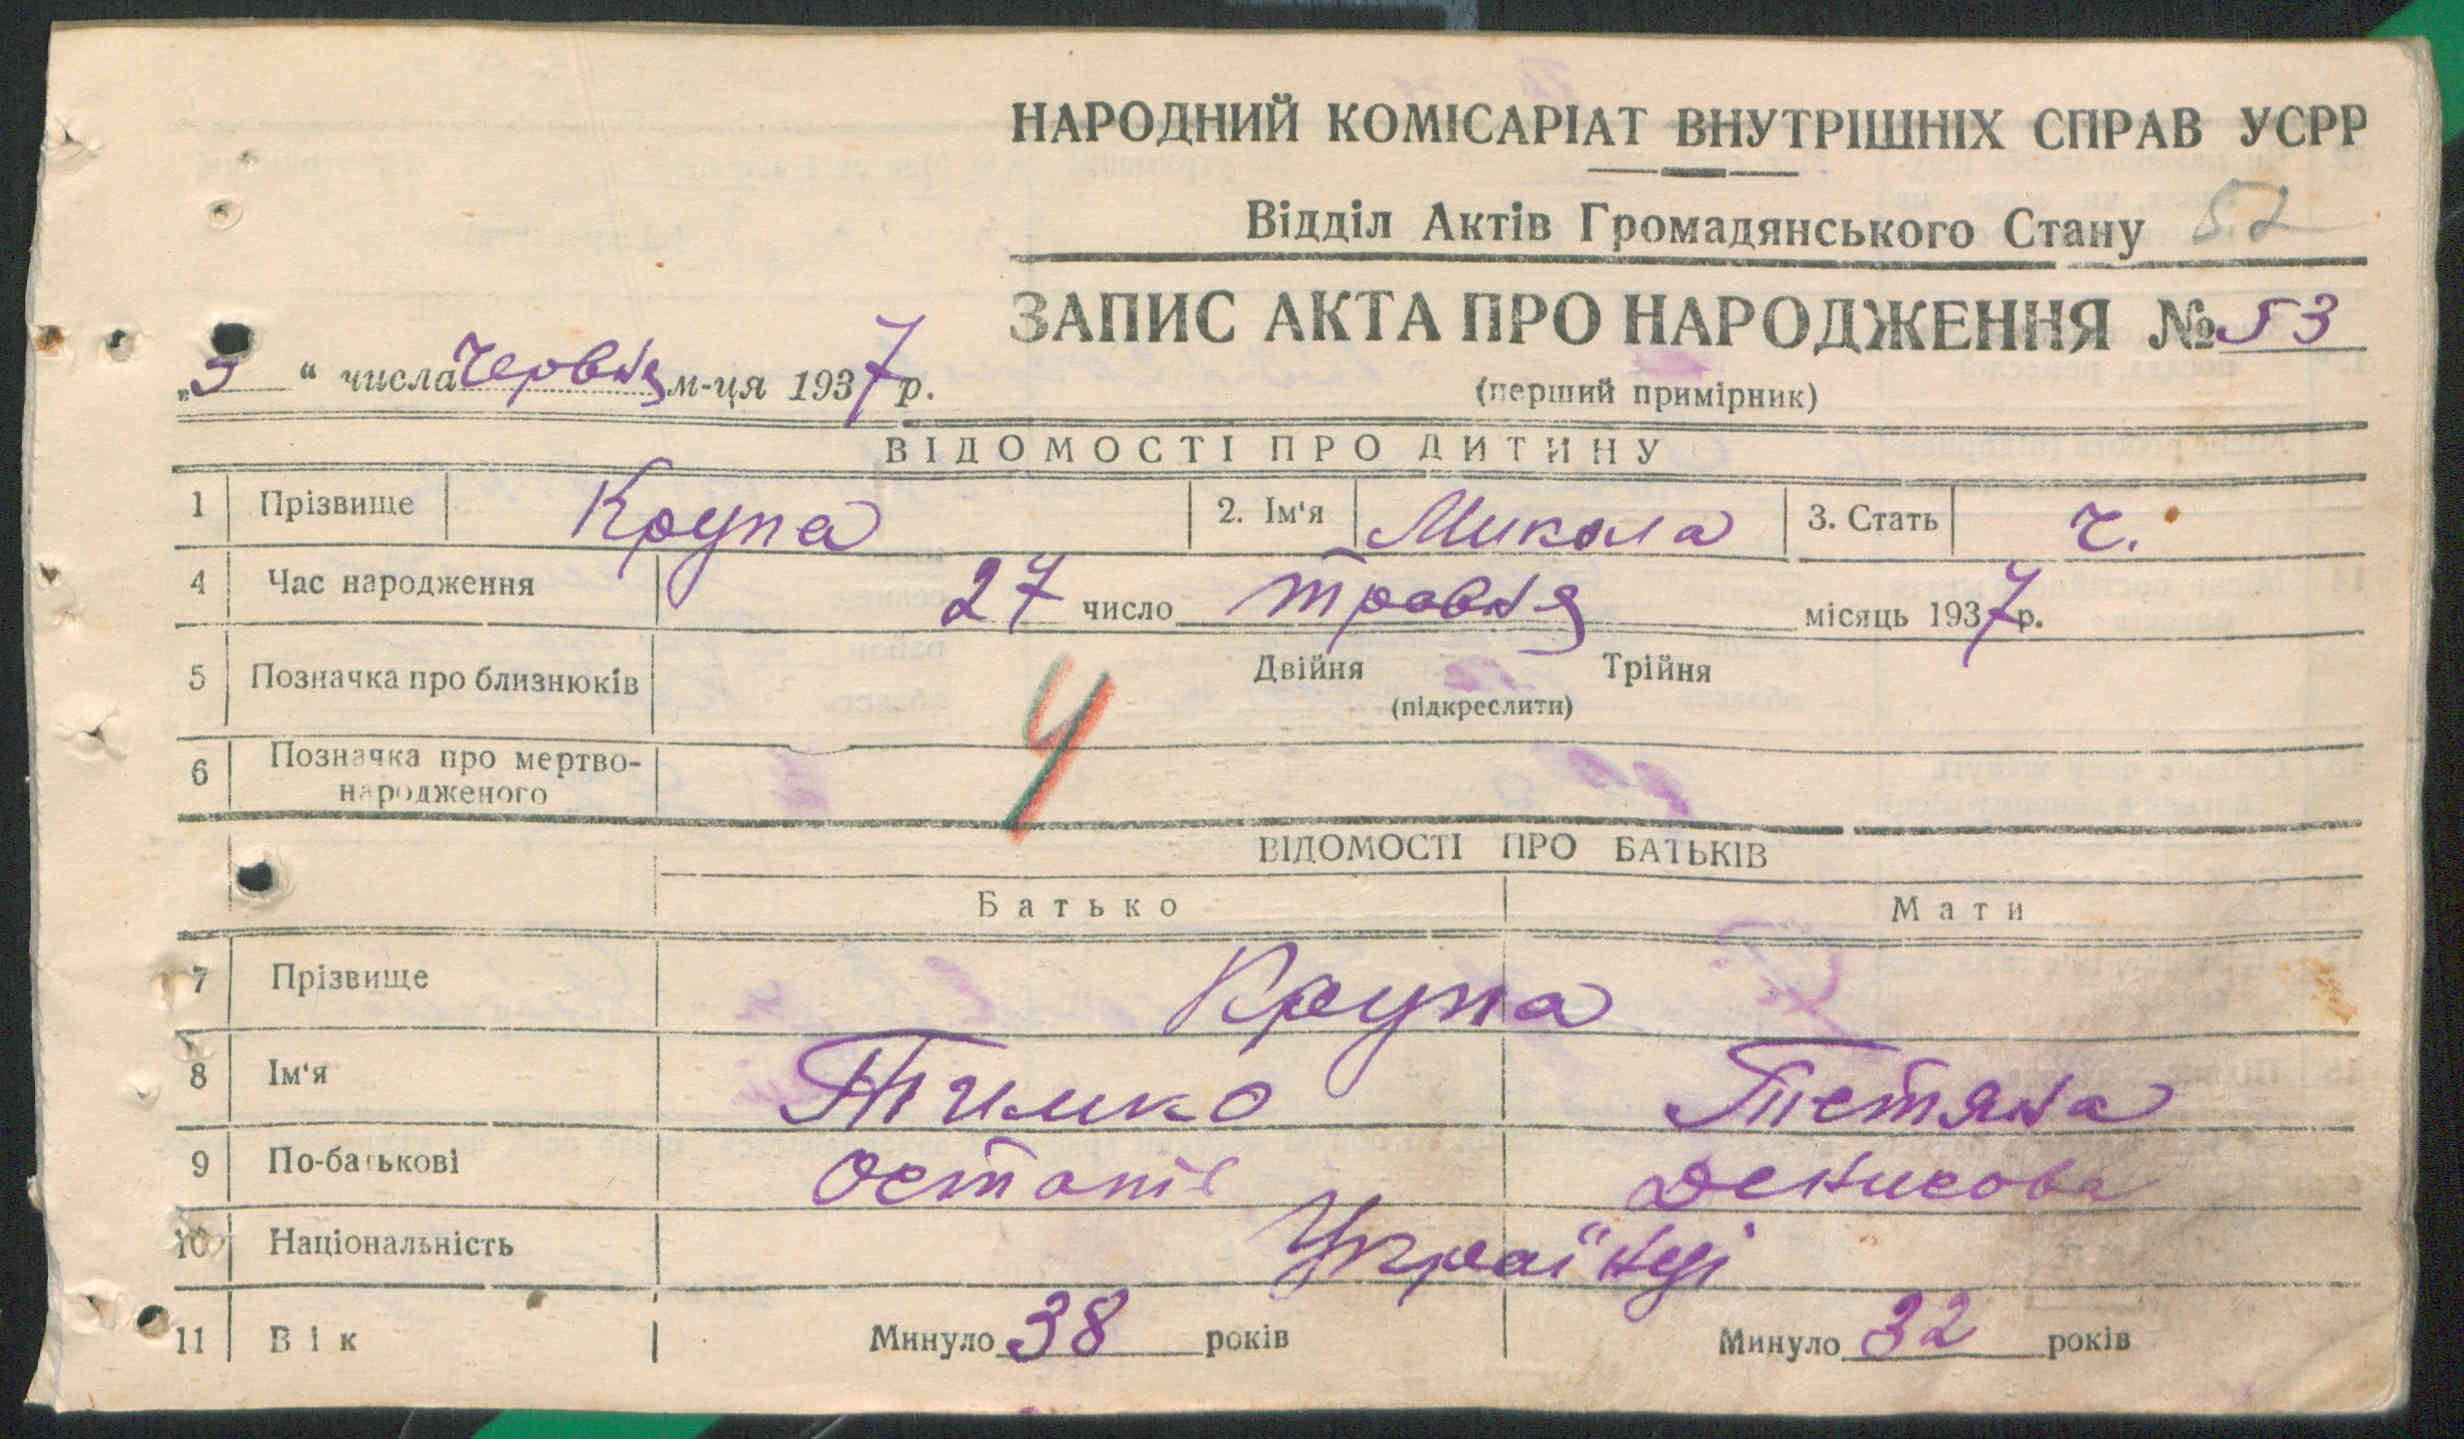 НАРОДНИЙ КОМІСАРІАТ ВНУТРІШНІХ СПРАВ УСРР
Відділ Актів Громадянського Стану 52
ЗАПИС АКТА ПРО НАРОДЖЕННЯ № 53
„3“ числа червня м-ця 1937 р.
(перший примірник)
ВІДОМОСТІ ПРО ДИТИНУ
1 Прізвище Крупа 2. Ім'я Микола 3. Стать ч.
4 Час народження 27 число травня місяць 1937 р.
5 Позначка про близнюків Двійня Трійня
(підкреслити)
Ч
6 Позначка про мертво-
народженого
ВІДОМОСТІ ПРО БАТЬКІВ
Батько Мати
7 Прізвище Крупа
8 Ім'я Тимко Тетяна
9 По-батькові Остапів Денисова
10 Національність Українці
11 Вік Минуло 38 років Минуло 32 років